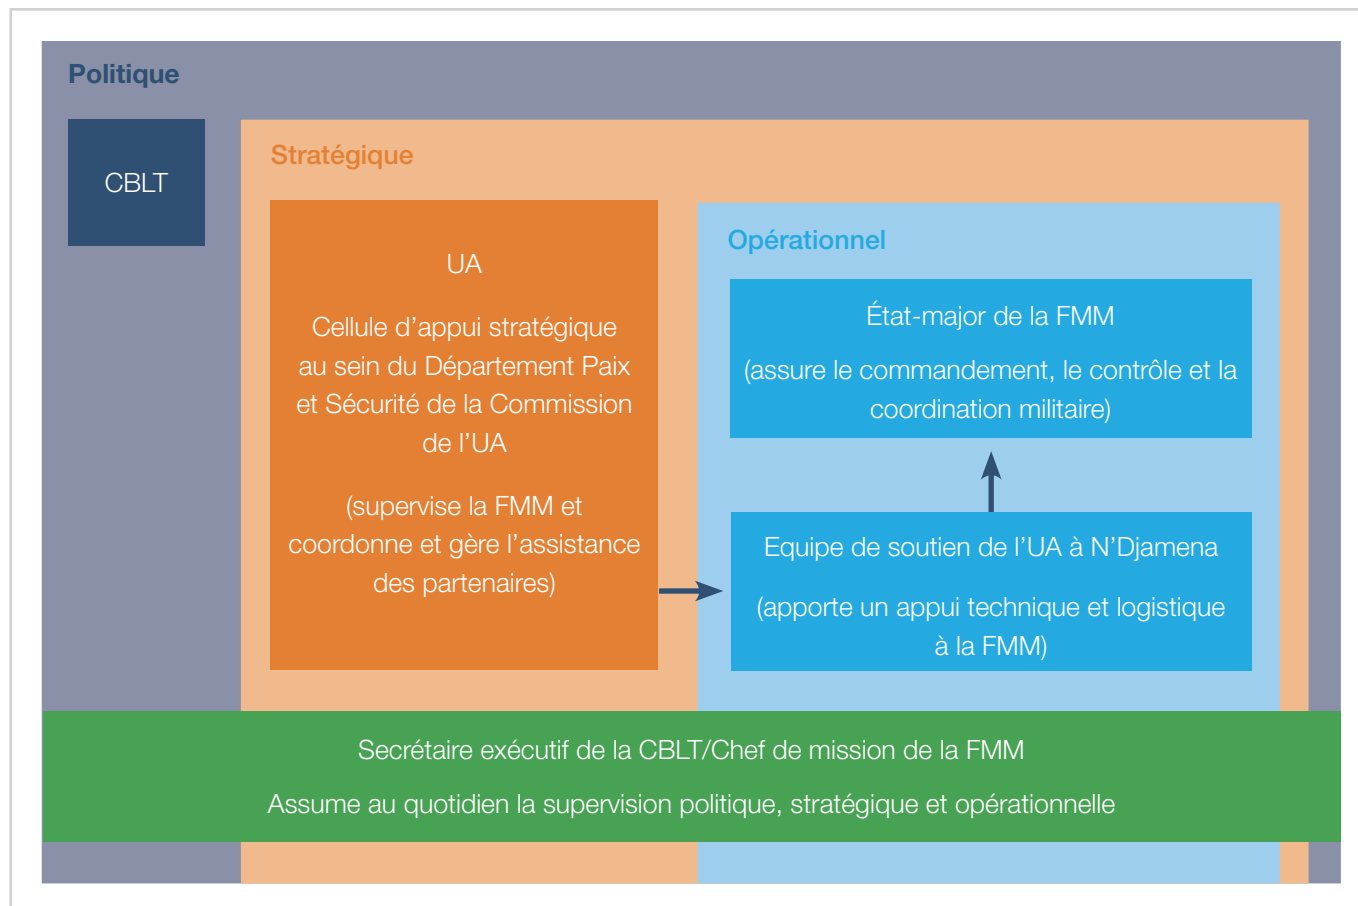 Politique
CBLT
Stratégique
UA
Cellule d’appui stratégique
au sein du Département Paix
et Sécurité de la Commission
de l’UA
(supervise la FMM et
coordonne et gère l’assistance
des partenaires)
Opérationnel
État-major de la FMM
(assure le commandement, le contrôle et la
coordination militaire)
Equipe de soutien de l’UA à N’Djamena
(apporte un appui technique et logistique
à la FMM)
Secrétaire exécutif de la CBLT/Chef de mission de la FMM
Assume au quotidien la supervision politique, stratégique et opérationnelle